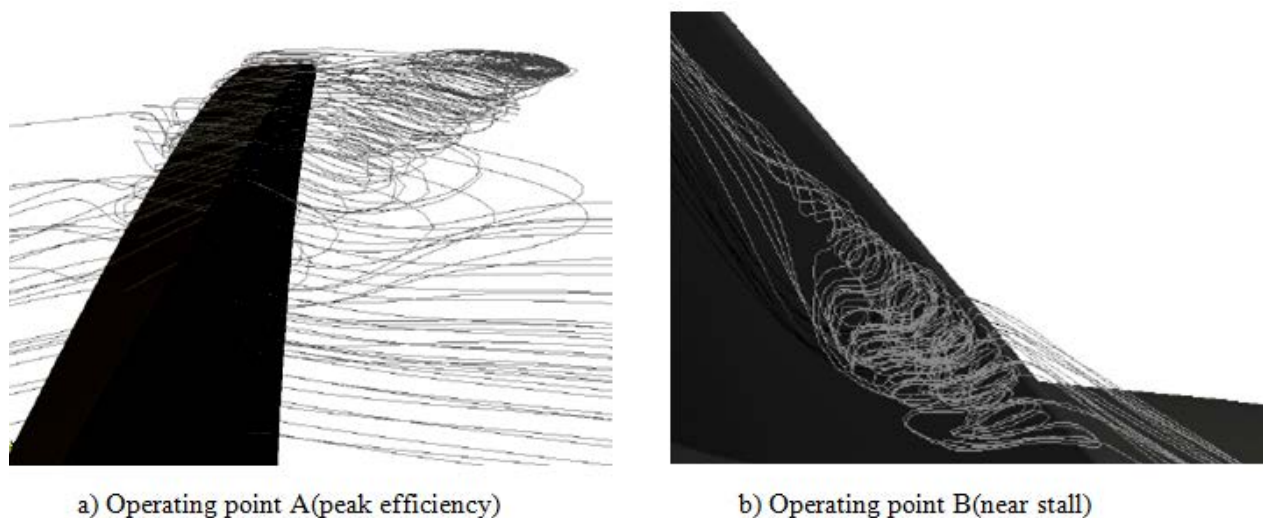 a) Operating point A(peak efficiency)
b) Operating point B(near stall)